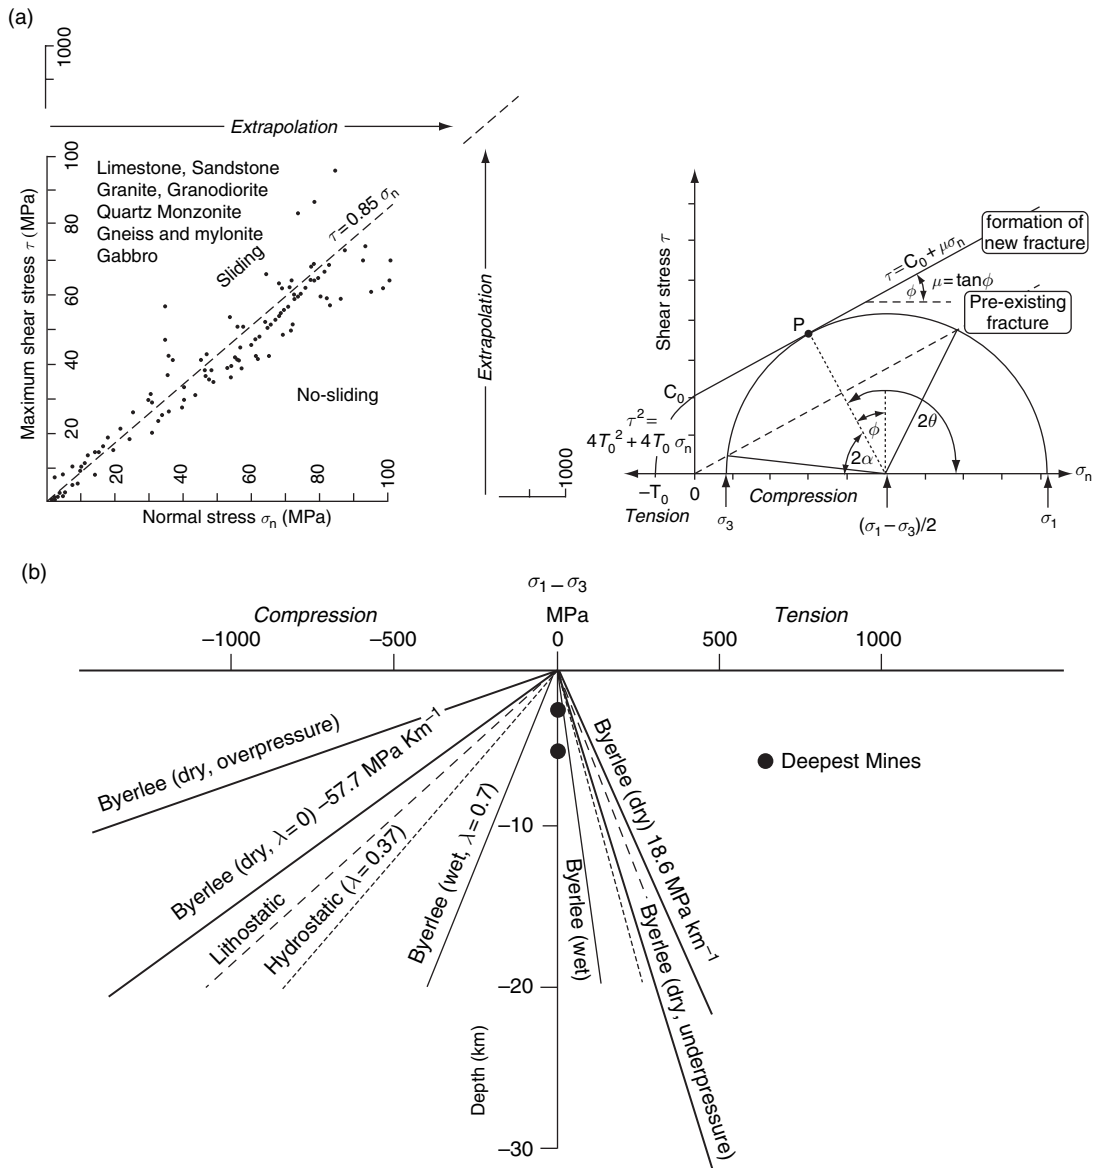 (a)
1000
Extrapolation
100
80
60
40
20
Maximum shear stress τ (MPa)
Limestone, Sandstone
Granite, Granodiorite
Quartz Monzonite
Gneiss and mylonite
Gabbro
Sliding
τ=0.85 σn
No-sliding
20
40
60
80
100
0
Normal stress σn (MPa)
Extrapolation
1000
Shear stress τ
formation of
new fracture
τ=C0+μσn
ϕ
μ=tanϕ
Pre-existing
fracture
P
C0
τ²=
4T0²+4T0 σn
ϕ
2θ
2α
σn
−T0
0
Compression
Tension
σ3
(σ1−σ3)/2
σ1
(b)
σ1−σ3
Compression
MPa
Tension
−1000
−500
0
500
1000
Byerlee (dry, overpressure)
Byerlee (dry, λ=0) −57.7 MPa Km−1
Lithostatic
Hydrostatic (λ=0.37)
Byerlee (wet, λ=0.7)
Byerlee (wet)
Byerlee (dry) 18.6 MPa km−1
Byerlee (dry, underpressure)
Deepest Mines
−10
−20
−30
Depth (km)